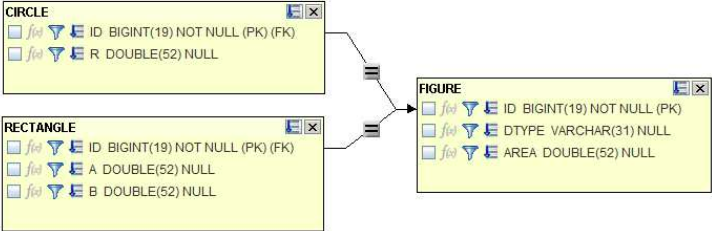 CIRCLE
f(x) ID BIGINT(19) NOT NULL (PK) (FK)
f(x) R DOUBLE(52) NULL
RECTANGLE
f(x) ID BIGINT(19) NOT NULL (PK) (FK)
f(x) A DOUBLE(52) NULL
f(x) B DOUBLE(52) NULL
FIGURE
f(x) ID BIGINT(19) NOT NULL (PK)
f(x) DTYPE VARCHAR(31) NULL
f(x) AREA DOUBLE(52) NULL